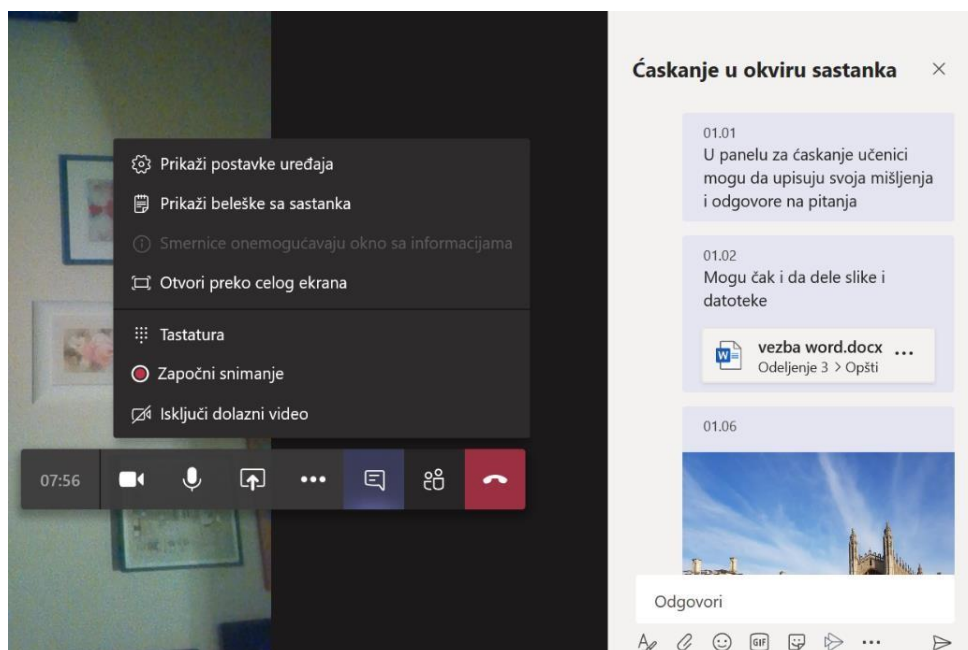 Prikaži postavke uređaja
Prikaži beleške sa sastanka
Smernice onemogućavaju okno sa informacijama
Otvori preko celog ekrana
Tastatura
Započni snimanje
Isključi dolazni video
07:56
Ćaskanje u okviru sastanka
01.01
U panelu za ćaskanje učenici
mogu da upisuju svoja mišljenja
i odgovore na pitanja
01.02
Mogu čak i da dele slike i
datoteke
W
vezba word.docx
Odeljenje 3 > Opšti
01.06
Odgovori
GIF